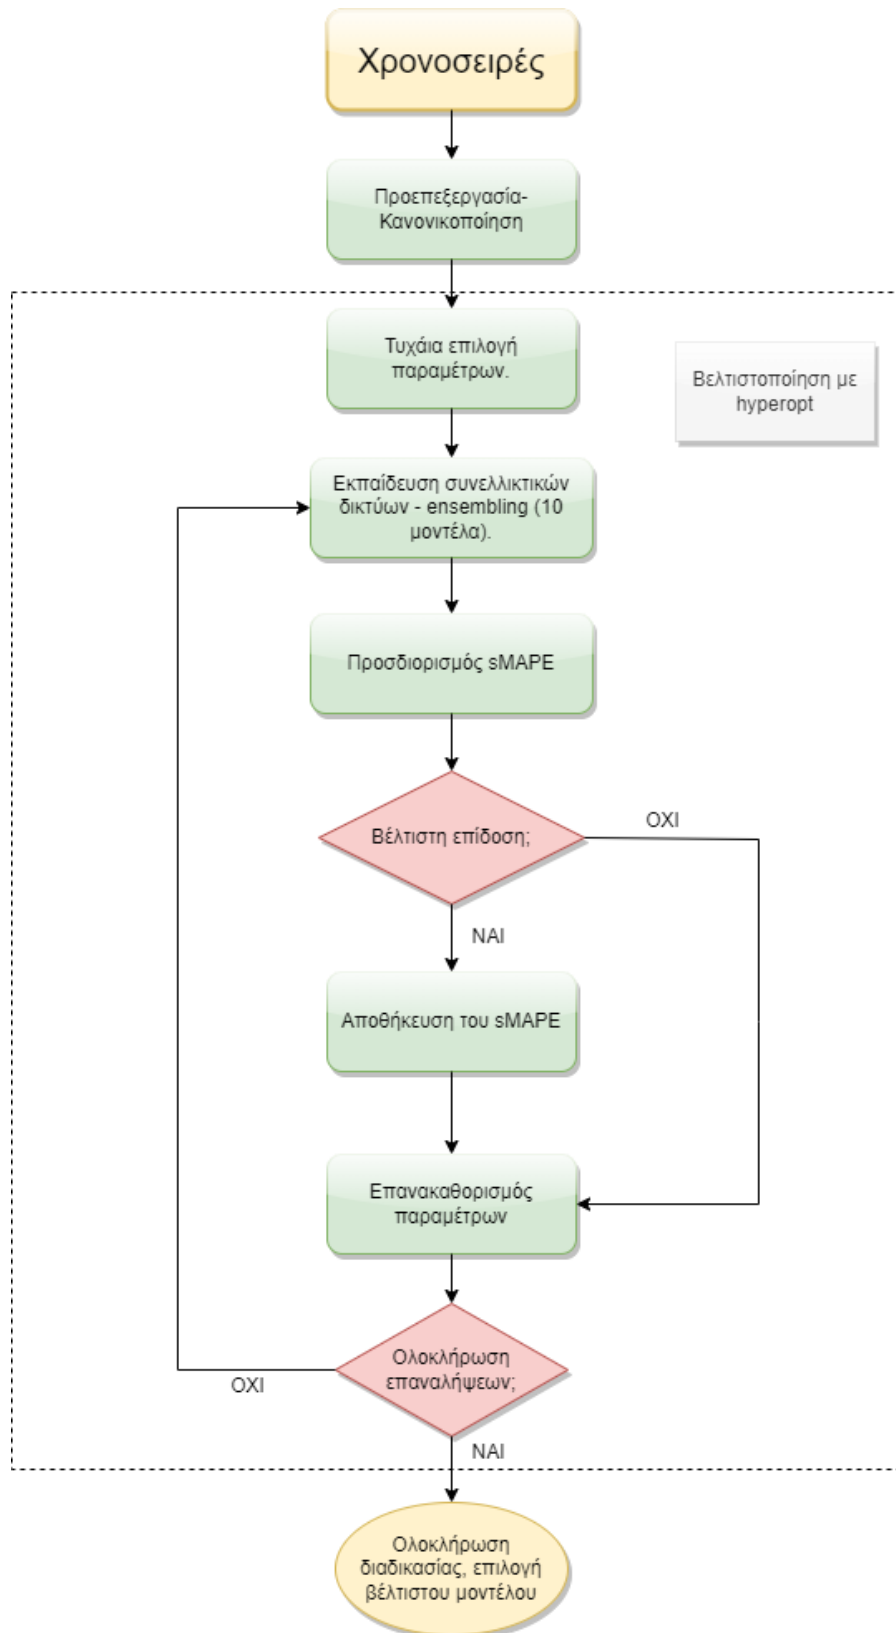 Χρονοσειρές
Προεπεξεργασία-
Κανονικοποίηση
Τυχάια επιλογή
παραμέτρων.
Βελτιστοποίηση με
hyperopt
Εκπαίδευση συνελλικτικών
δικτύων - ensembling (10
μοντέλα).
Προσδιορισμός sMAPE
Βέλτιστη επίδοση;
ΟΧΙ
ΝΑΙ
Αποθήκευση του sMAPE
Επανακαθορισμός
παραμέτρων
Ολοκλήρωση
επαναλήψεων;
ΟΧΙ
ΝΑΙ
Ολοκλήρωση
διαδικασίας, επιλογή
βέλτιστου μοντέλου